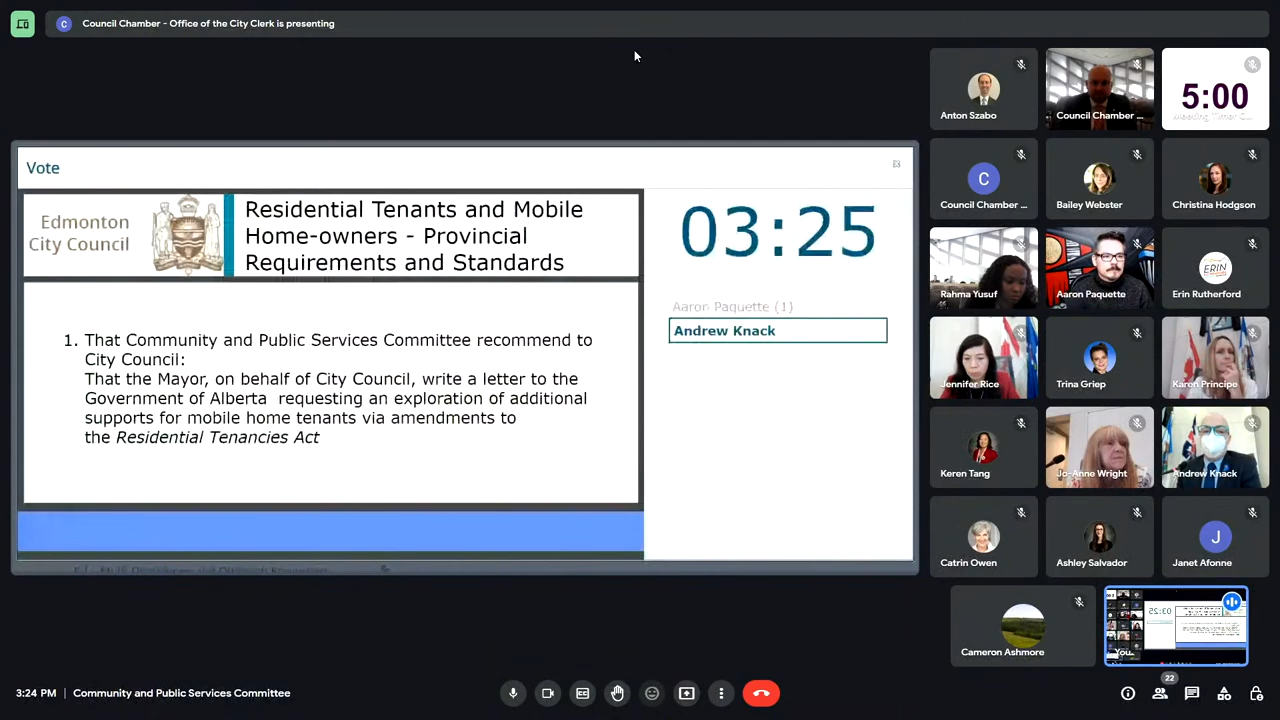 C
Council Chamber - Office of the City Clerk is presenting
Vote
Edmonton
City Council
Residential Tenants and Mobile
Home-owners - Provincial
Requirements and Standards
1. That Community and Public Services Committee recommend to
City Council:
That the Mayor, on behalf of City Council, write a letter to the
Government of Alberta requesting an exploration of additional
supports for mobile home tenants via amendments to
the Residential Tenancies Act
03:25
Aaron Paquette (1)
Andrew Knack
Anton Szabo
Council Chamber ...
5:00
Meeting Timer C...
C
Council Chamber ...
Bailey Webster
Christina Hodgson
Rahma Yusuf
Aaron Paquette
ERIN
Erin Rutherford
Jennifer Rice
Trina Griep
Karen Principe
Keren Tang
Jo-Anne Wright
Andrew Knack
Catrin Owen
Ashley Salvador
J
Janet Afonne
Cameron Ashmore
03:25
You
3:24 PM | Community and Public Services Committee
22